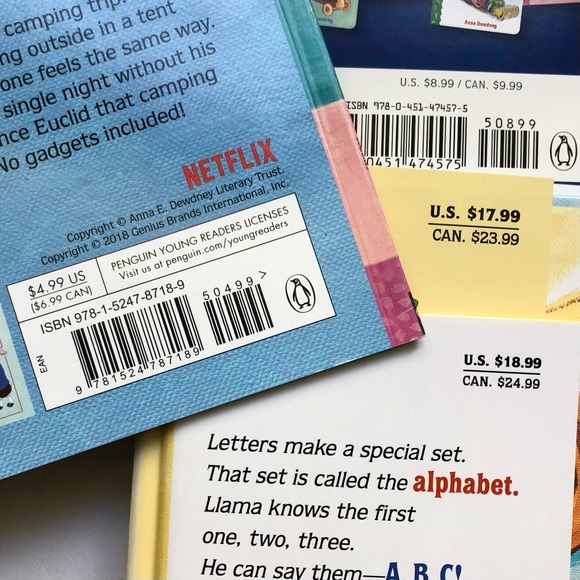 camping trip.
ng outside in a tent
one feels the same way.
single night without his
nce Euclid that camping
No gadgets included!
NETFLIX
Copyright © Anna E. Dewdney Literary Trust.
Copyright © 2018 Genius Brands International, Inc.
$4.99 US
($6.99 CAN)
PENGUIN YOUNG READERS LICENSES
Visit us at penguin.com/youngreaders
ISBN 978-1-5247-8718-9
50499>
EAN
9 781524 787189
Anna Dewdney
U.S. $8.99 / CAN. $9.99
ISBN 978-0-451-47457-5
50899
0451 474575
U.S. $17.99
CAN. $23.99
U.S. $18.99
CAN. $24.99
Letters make a special set.
That set is called the alphabet.
Llama knows the first
one, two, three.
He can say them—A B C!